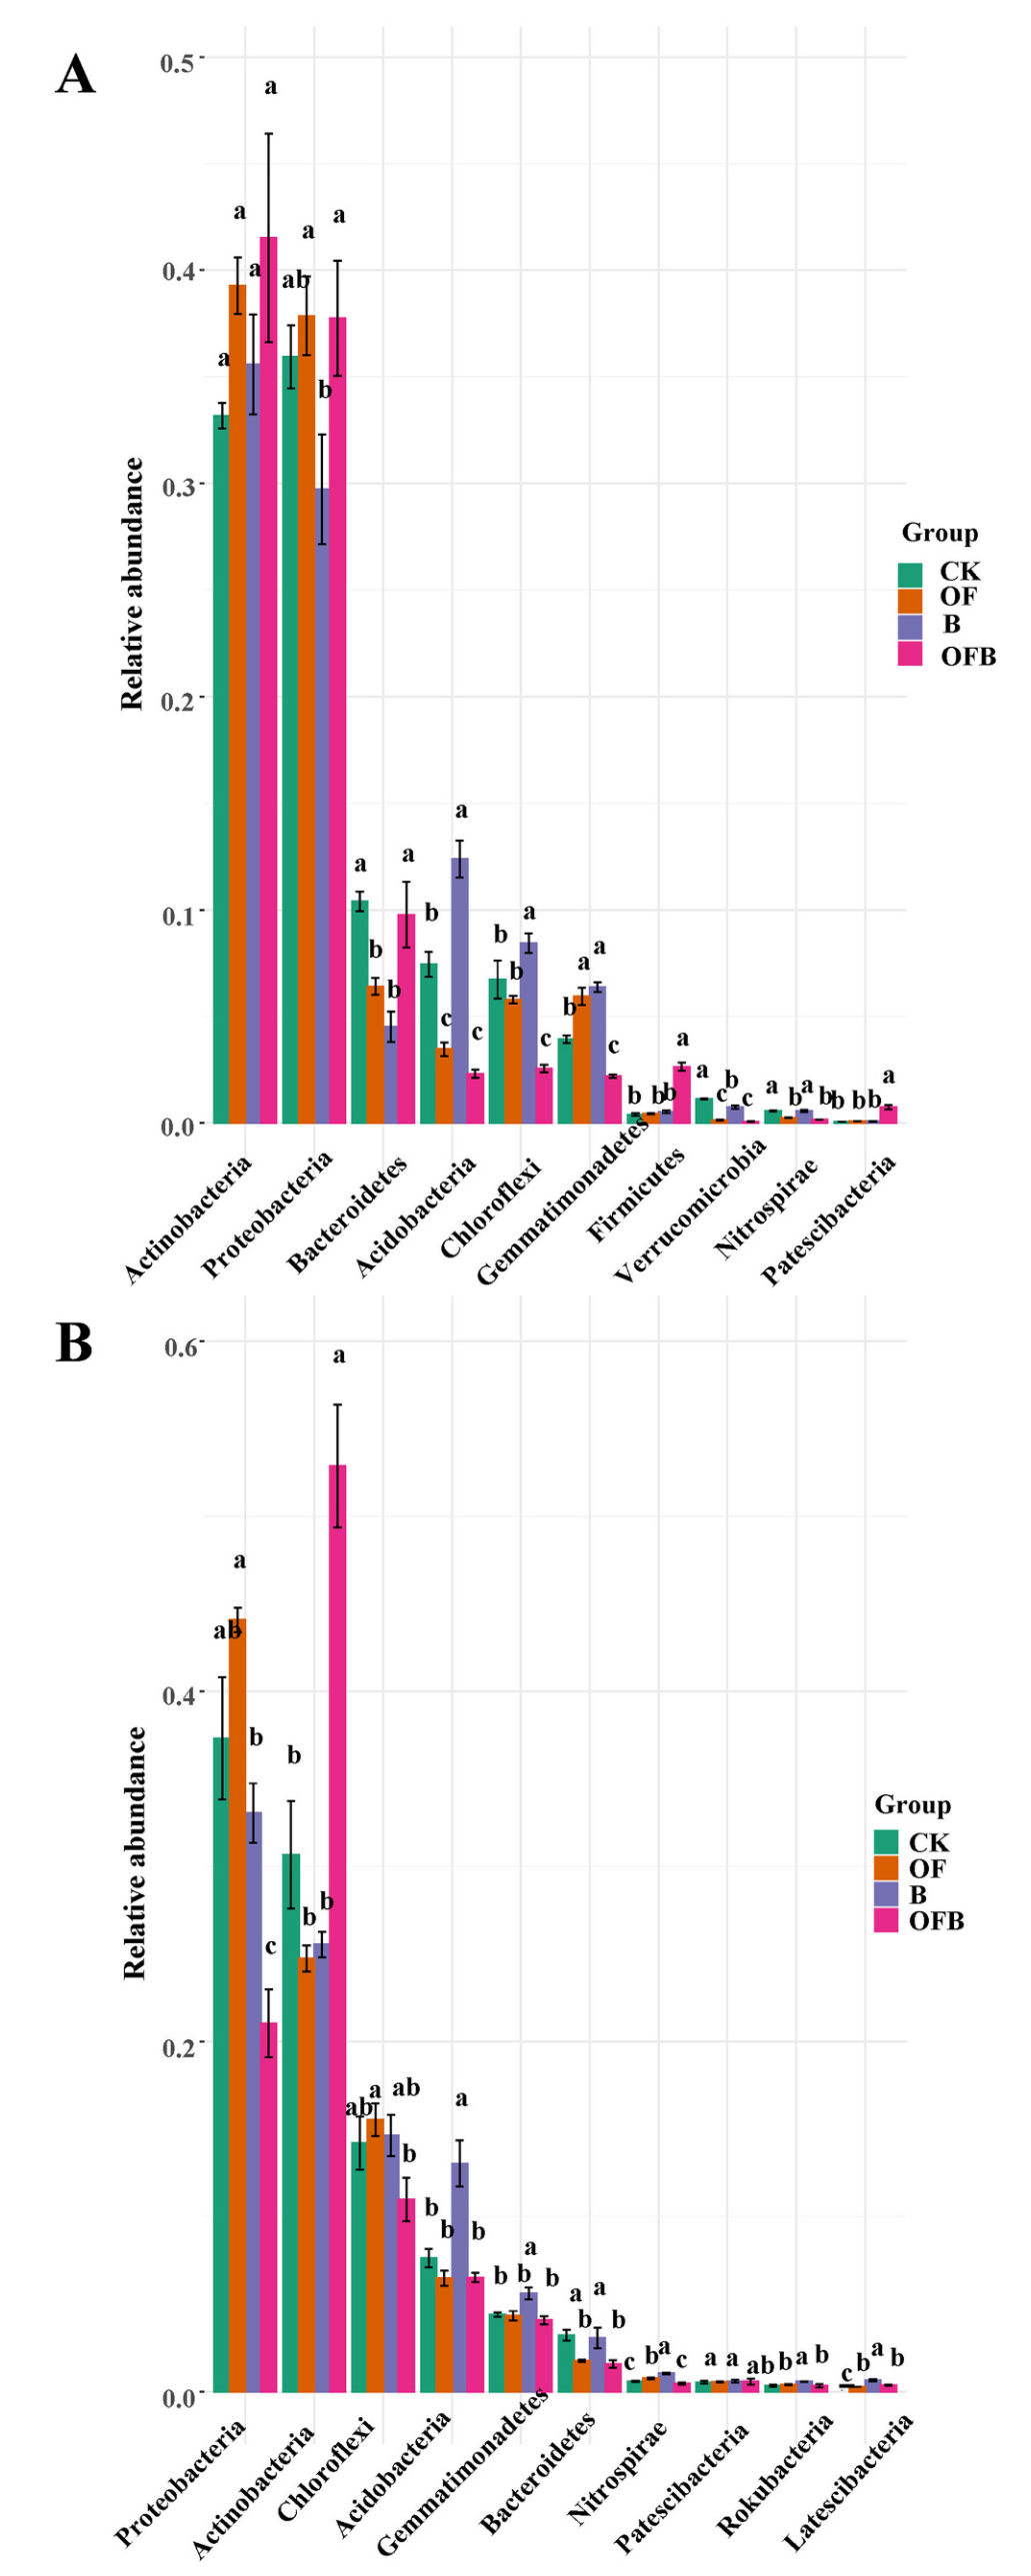 A
0.5
0.4
0.3
0.2
0.1
0.0
Relative abundance
a a a a
ab a b a
a b b a
b c a c
b b a c
b a a c
b b b a
a c b c
a b a b
b b b a
Group
CK
OF
B
OFB
Actinobacteria
Proteobacteria
Bacteroidetes
Acidobacteria
Chloroflexi
Gemmatimonadetes
Firmicutes
Verrucomicrobia
Nitrospirae
Patescibacteria
B
0.6
0.4
0.2
0.0
Relative abundance
ab a b c
b b b a
ab a ab b
b b a b
b b a b
a b a b
c b a c
a a ab b a b
c b a b
Group
CK
OF
B
OFB
Proteobacteria
Actinobacteria
Chloroflexi
Acidobacteria
Gemmatimonadetes
Bacteroidetes
Nitrospirae
Patescibacteria
Rokubacteria
Latescibacteria